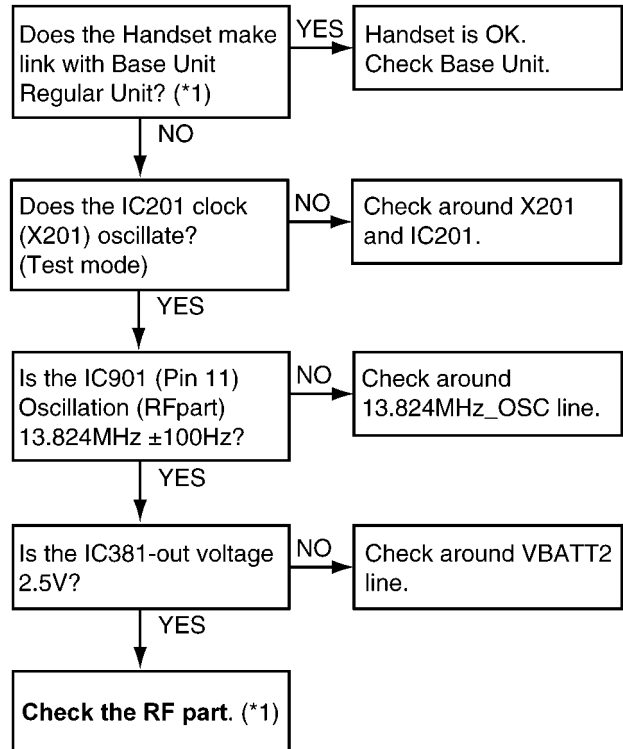 Does the Handset make
link with Base Unit
Regular Unit? (*1)
YES
Handset is OK.
Check Base Unit.
NO
Does the IC201 clock
(X201) oscillate?
(Test mode)
NO
Check around X201
and IC201.
YES
Is the IC901 (Pin 11)
Oscillation (RFpart)
13.824MHz ±100Hz?
NO
Check around
13.824MHz_OSC line.
YES
Is the IC381-out voltage
2.5V?
NO
Check around VBATT2
line.
YES
Check the RF part. (*1)